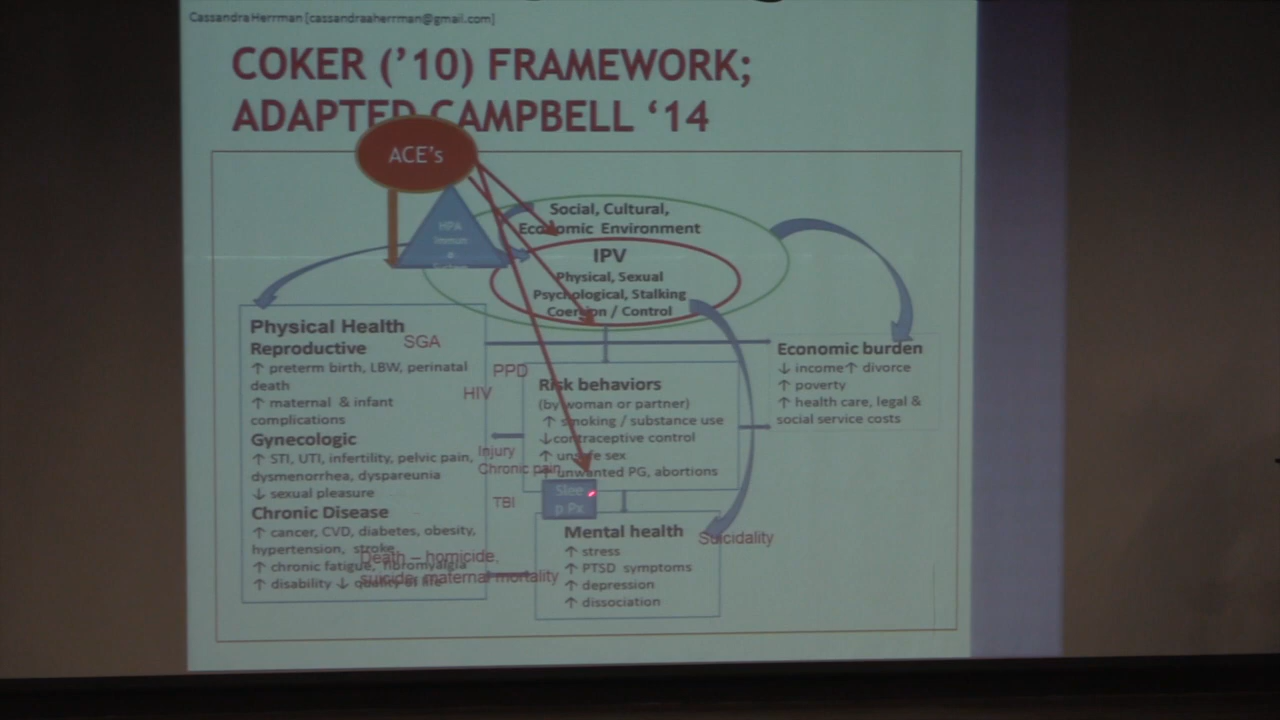 Cassandra Herrman [cassandraaherrman@gmail.com]
COKER ('10) FRAMEWORK;
ADAPTED CAMPBELL '14
ACE's
HPA
Immun
e
Social, Cultural,
Economic Environment
IPV
Physical, Sexual
Psychological, Stalking
Coercion / Control
Physical Health
Reproductive
↑ preterm birth, LBW, perinatal
death
↑ maternal & infant
complications
Gynecologic
↑ STI, UTI, infertility, pelvic pain,
dysmenorrhea, dyspareunia
↓ sexual pleasure
Chronic Disease
↑ cancer, CVD, diabetes, obesity,
hypertension, stroke
↑ chronic fatigue, fibromyalgia
↑ disability ↓ quality of life
SGA
PPD
HIV
Injury
Chronic pain
TBI
Death – homicide,
suicide, maternal mortality
Risk behaviors
(by woman or partner)
↑ smoking / substance use
↓contraceptive control
↑ unsafe sex
↑ unwanted PG, abortions
Slee
p Px
Mental health
↑ stress
↑ PTSD symptoms
↑ depression
↑ dissociation
Suicidality
Economic burden
↓ income↑ divorce
↑ poverty
↑ health care, legal &
social service costs